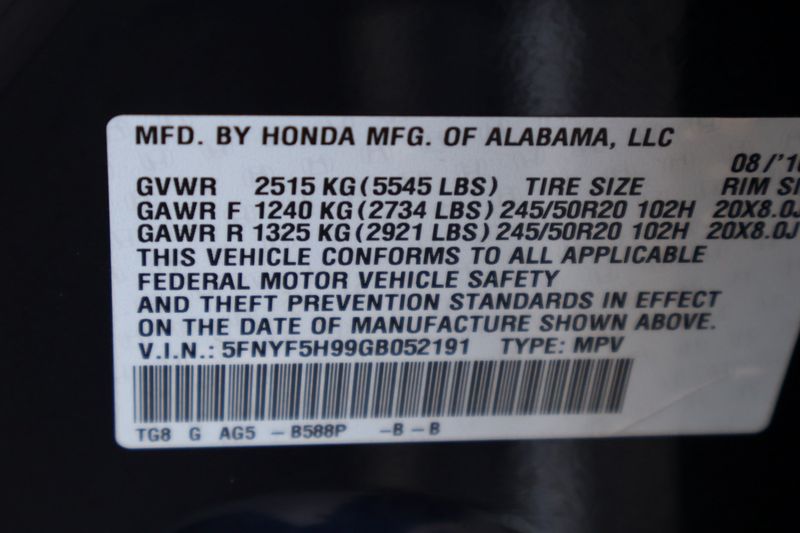 MFD. BY HONDA MFG. OF ALABAMA, LLC
08/'1
GVWR 2515 KG (5545 LBS) TIRE SIZE RIM
GAWR F 1240 KG (2734 LBS) 245/50R20 102H 20X8.0J
GAWR R 1325 KG (2921 LBS) 245/50R20 102H 20X8.0J
THIS VEHICLE CONFORMS TO ALL APPLICABLE
FEDERAL MOTOR VEHICLE SAFETY
AND THEFT PREVENTION STANDARDS IN EFFECT
ON THE DATE OF MANUFACTURE SHOWN ABOVE.
V.I.N.: 5FNYF5H99GB052191 TYPE: MPV
TG8 G AG5 - B588P - B - B